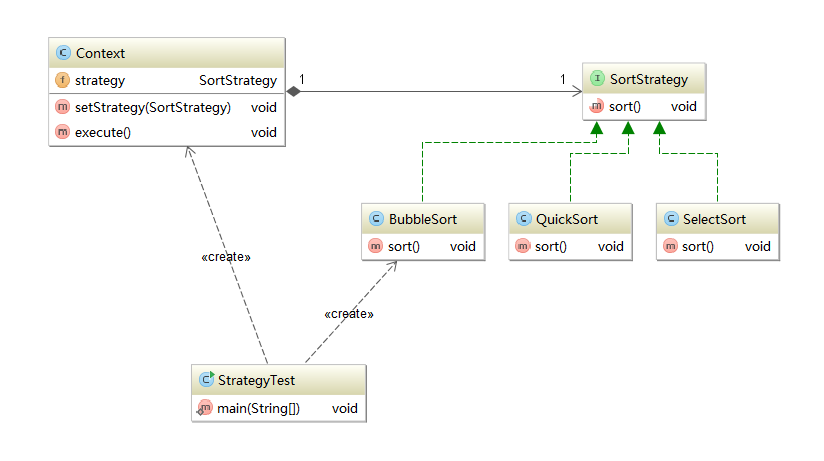 Context
strategy SortStrategy
setStrategy(SortStrategy) void
execute() void
1 1
SortStrategy
sort() void
BubbleSort
sort() void
QuickSort
sort() void
SelectSort
sort() void
«create»
«create»
StrategyTest
main(String[]) void